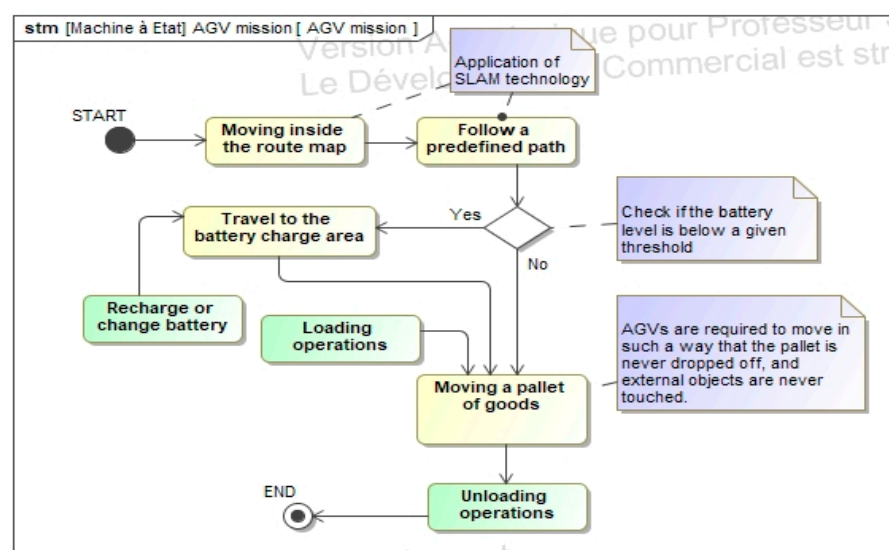 stm [Machine à Etat] AGV mission [ AGV mission ]
Version A ique pour Professeur
Le Dével Commercial est str
Application of
SLAM technology
START
Moving inside
the route map
Follow a
predefined path
Travel to the
battery charge area
Yes
Check if the battery
level is below a given
threshold
No
Recharge or
change battery
Loading
operations
AGVs are required to move in
such a way that the pallet is
never dropped off, and
external objects are never
touched.
Moving a pallet
of goods
END
Unloading
operations